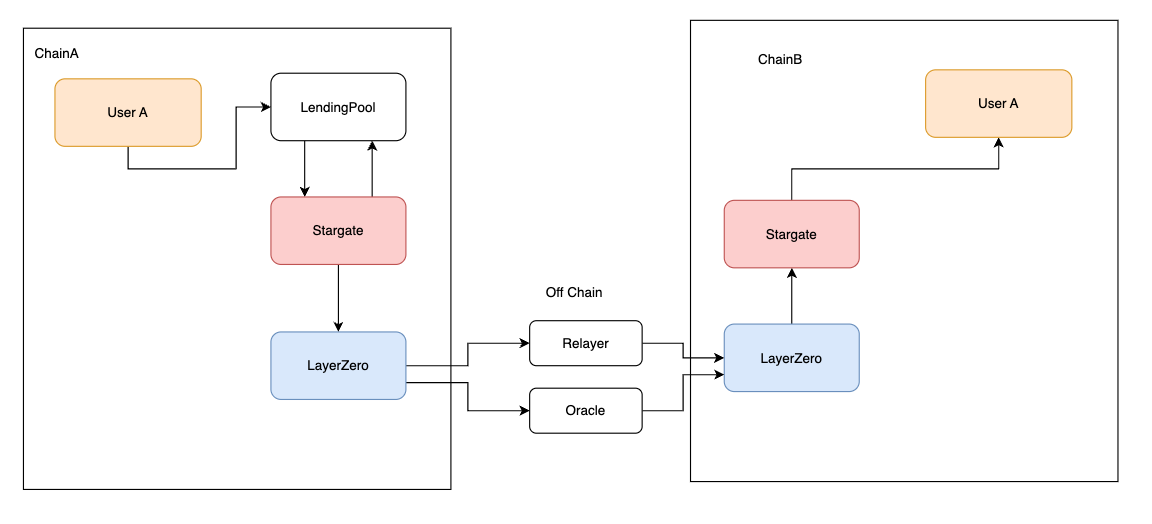 ChainA
User A
LendingPool
Stargate
LayerZero
Off Chain
Relayer
Oracle
ChainB
User A
Stargate
LayerZero